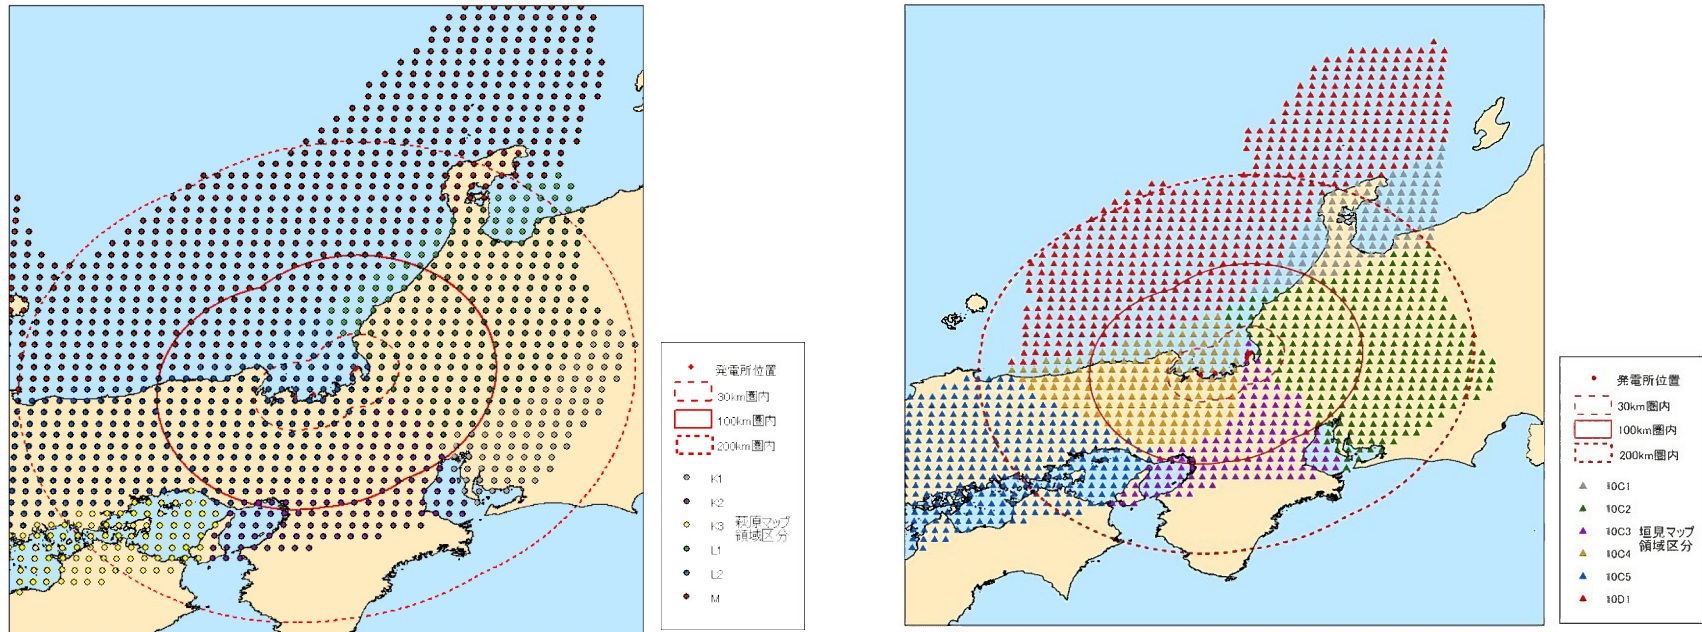 発電所位置
30km圏内
100km圏内
200km圏内
K1
K2
K3
萩原マップ
領域区分
L1
L2
M
発電所位置
30km圏内
100km圏内
200km圏内
10C1
10C2
10C3
垣見マップ
領域区分
10C4
10C5
10D1